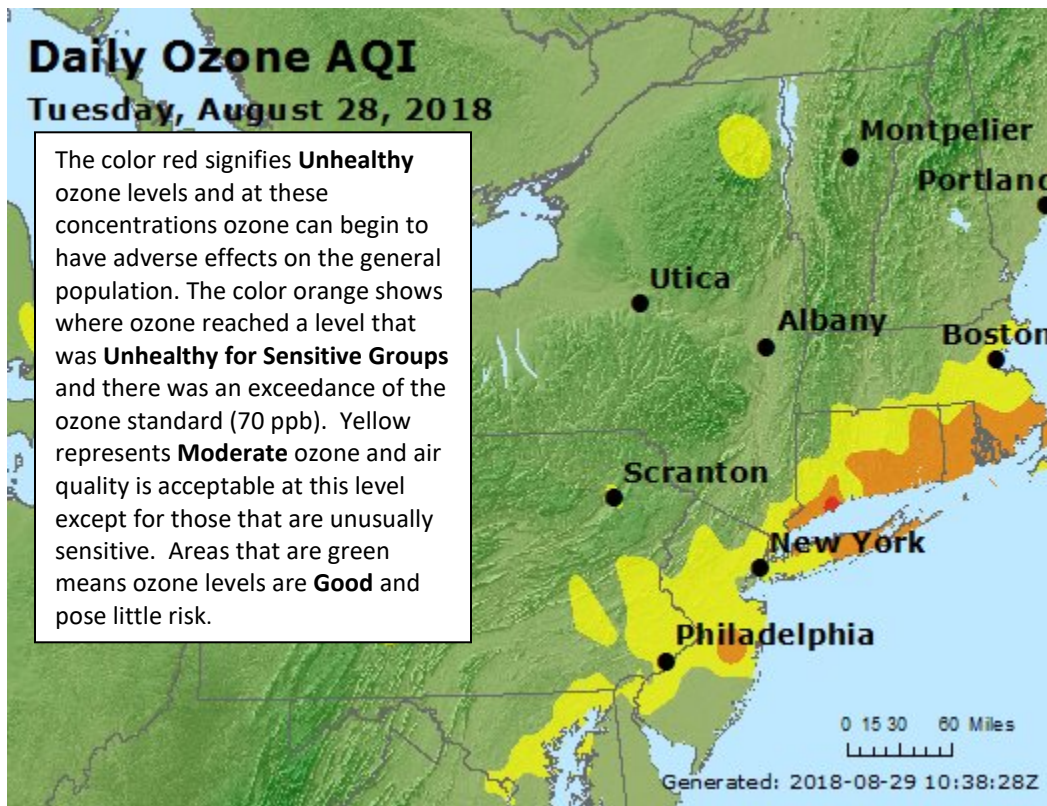 Daily Ozone AQI
Tuesday, August 28, 2018
The color red signifies Unhealthy
ozone levels and at these
concentrations ozone can begin to
have adverse effects on the general
population. The color orange shows
where ozone reached a level that
was Unhealthy for Sensitive Groups
and there was an exceedance of the
ozone standard (70 ppb).  Yellow
represents Moderate ozone and air
quality is acceptable at this level
except for those that are unusually
sensitive.  Areas that are green
means ozone levels are Good and
pose little risk.
Montpelier
Portland
Utica
Albany
Boston
Scranton
New York
Philadelphia
0 15 30 60 Miles
Generated: 2018-08-29 10:38:28Z